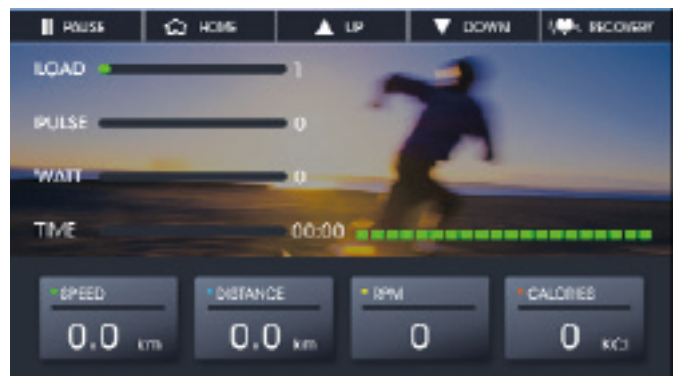 PAUSE HOME UP DOWN RECOVERY
LOAD 1
PULSE 0
WATT 0
TIME 00:00
SPEED DISTANCE RPM CALORIES
0.0 km 0.0 km 0 0